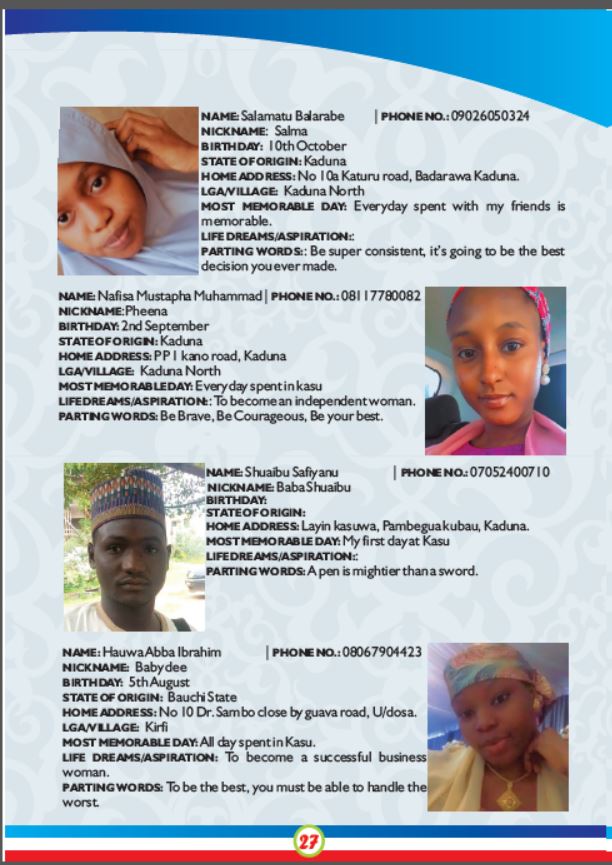 NAME: Salamatu Balarabe | PHONE NO.: 09026050324
NICKNAME: Salma
BIRTHDAY: 10th October
STATE OF ORIGIN: Kaduna
HOME ADDRESS: No 10a Katuru road, Badarawa Kaduna.
LGA/VILLAGE: Kaduna North
MOST MEMORABLE DAY: Everyday spent with my friends is
memorable.
LIFE DREAMS/ASPIRATION:
PARTING WORDS:: Be super consistent, it's going to be the best
decision you ever made.
NAME: Nafisa Mustapha Muhammad | PHONE NO.: 08117780082
NICKNAME: Pheena
BIRTHDAY: 2nd September
STATE OF ORIGIN: Kaduna
HOME ADDRESS: PP1 kano road, Kaduna
LGA/VILLAGE: Kaduna North
MOST MEMORABLE DAY: Every day spent in kasu
LIFE DREAMS/ASPIRATION: : To become an independent woman.
PARTING WORDS: Be Brave, Be Courageous, Be your best.
NAME: Shuaibu Safiyanu | PHONE NO.: 07052400710
NICKNAME: Baba Shuaibu
BIRTHDAY:
STATE OF ORIGIN:
HOME ADDRESS: Layin kasuwa, Pambegua kubau, Kaduna.
MOST MEMORABLE DAY: My first day at Kasu
LIFE DREAMS/ASPIRATION:
PARTING WORDS: A pen is mightier than a sword.
NAME: Hauwa Abba Ibrahim | PHONE NO.: 08067904423
NICKNAME: Babydee
BIRTHDAY: 5th August
STATE OF ORIGIN: Bauchi State
HOME ADDRESS: No 10 Dr. Sambo close by guava road, U/dosa.
LGA/VILLAGE: Kirfi
MOST MEMORABLE DAY: All day spent in Kasu.
LIFE DREAMS/ASPIRATION: To become a successful business
woman.
PARTING WORDS: To be the best, you must be able to handle the
worst.
27